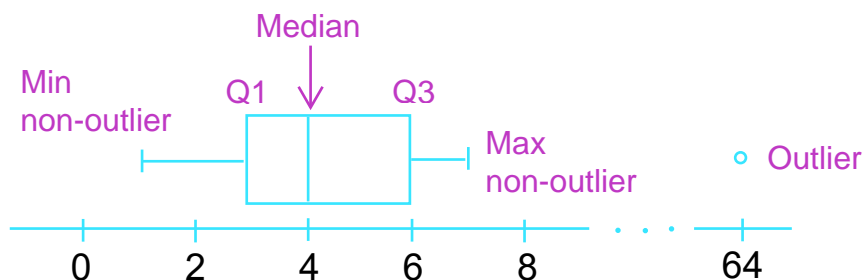 Median
Min
non-outlier
Q1
Q3
Max
non-outlier
Outlier
0 2 4 6 8 64